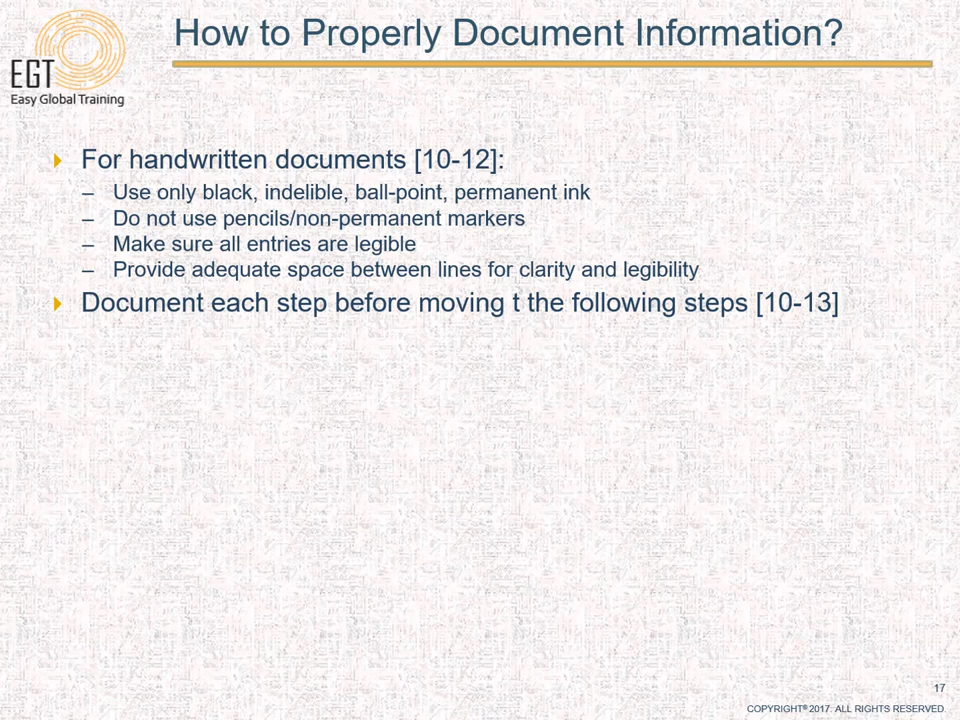 How to Properly Document Information?
EGT
Easy Global Training
For handwritten documents [10-12]:
– Use only black, indelible, ball-point, permanent ink
– Do not use pencils/non-permanent markers
– Make sure all entries are legible
– Provide adequate space between lines for clarity and legibility
Document each step before moving t the following steps [10-13]
17
COPYRIGHT® 2017. ALL RIGHTS RESERVED.